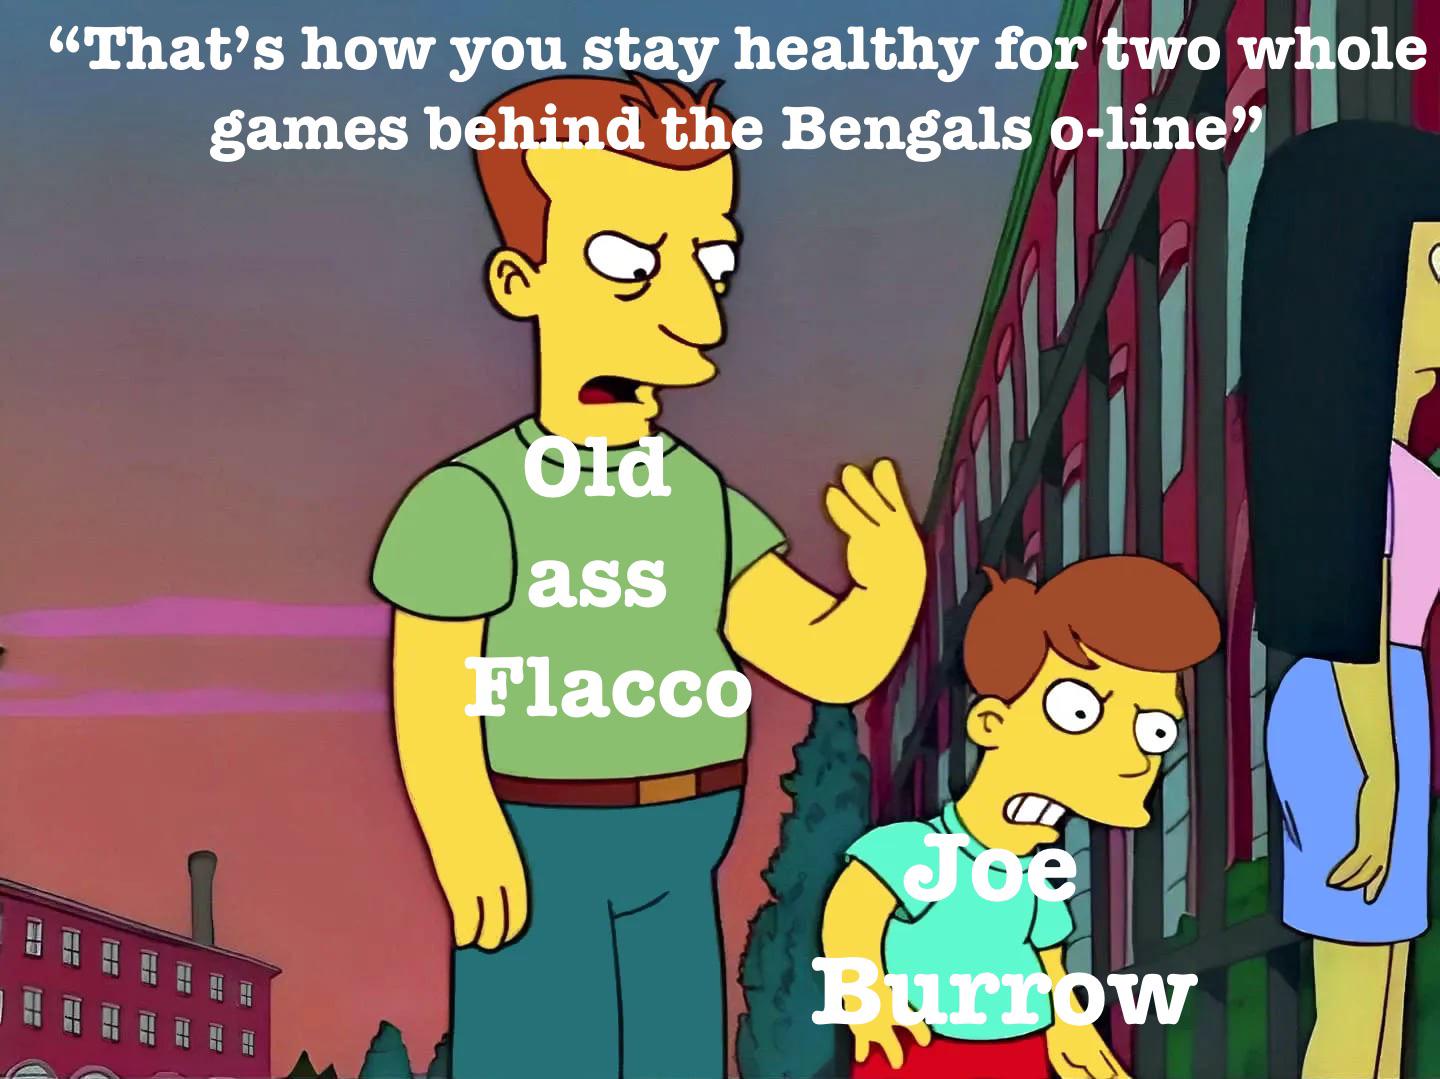 “That’s how you stay healthy for two whole
games behind the Bengals o-line”
Old
ass
Flacco
Joe
Burrow